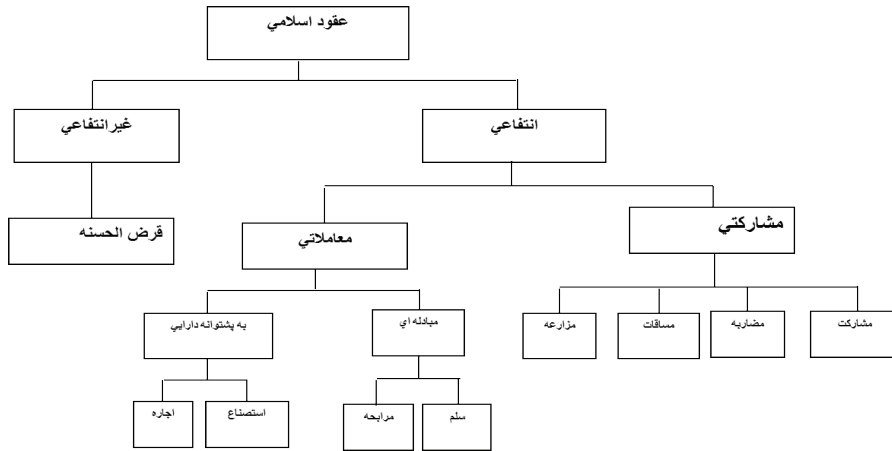 عقود اسلامي
انتفاعي
غيرانتفاعي
مشاركتي
معاملاتي
قرض الحسنه
مشاركت
مضاربه
مساقات
مزارعه
مبادله اي
به پشتوانه دارايي
سلم
مرابحه
استصناع
اجاره